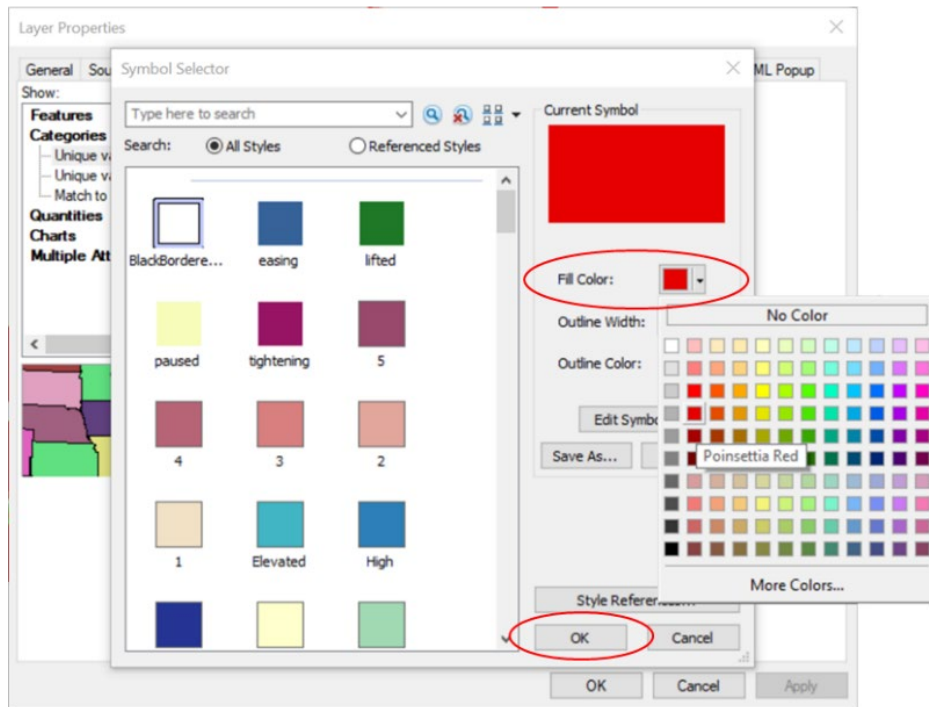 Layer Properties
General Sou
ML Popup
Show:
Features
Categories
Unique va
Unique va
Match to
Quantities
Charts
Multiple Att
Symbol Selector
Type here to search
Search: All Styles Referenced Styles
BlackBordere... easing lifted
paused tightening 5
4 3 2
1 Elevated High
Current Symbol
Fill Color:
Outline Width:
Outline Color:
Edit Symbo
Save As...
No Color
Poinsettia Red
More Colors...
Style Refere
OK Cancel
OK Cancel Apply